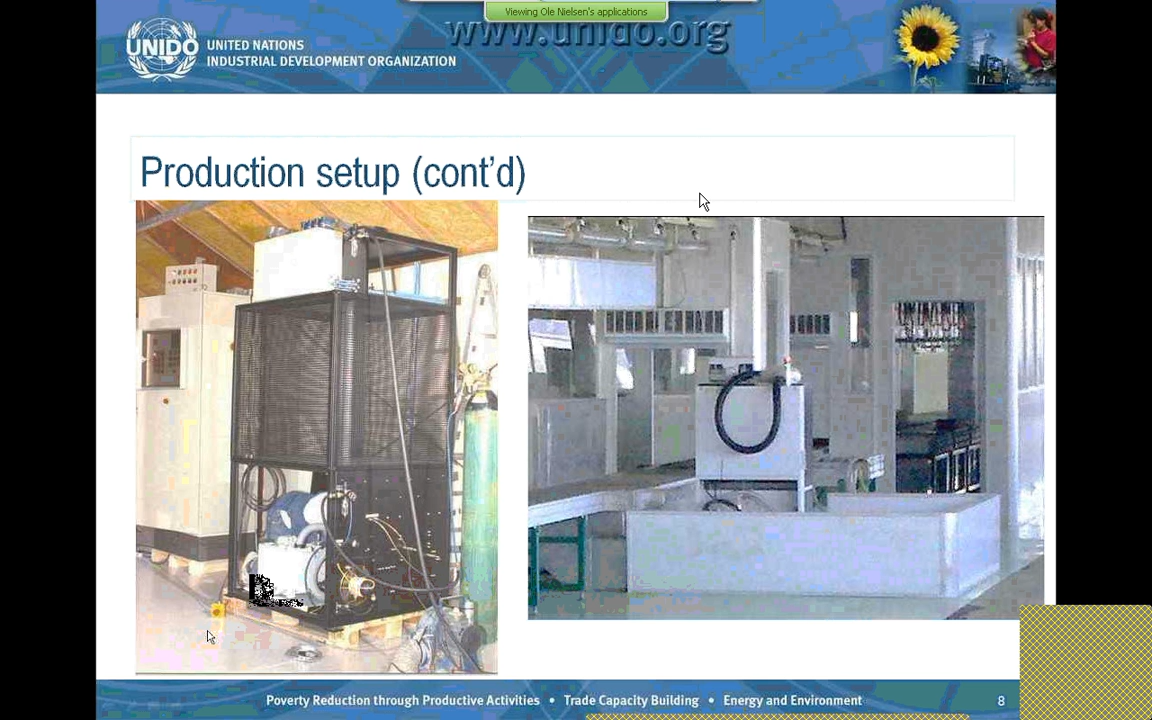 Viewing Ole Nielsen's applications
www.unido.org
UNIDO
UNITED NATIONS
INDUSTRIAL DEVELOPMENT ORGANIZATION
Production setup (cont’d)
Poverty Reduction through Productive Activities • Trade Capacity Building • Energy and Environment
8